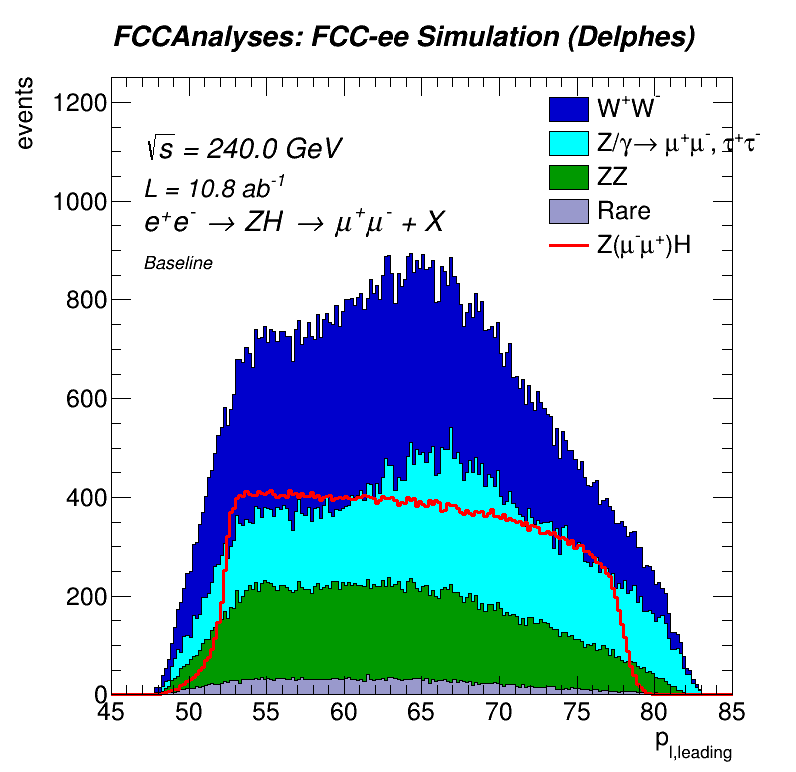 FCCAnalyses: FCC-ee Simulation (Delphes)
events
√s = 240.0 GeV
L = 10.8 ab⁻¹
e⁺e⁻ → ZH → μ⁺μ⁻ + X
Baseline
W⁺W⁻
Z/γ→ μ⁺μ⁻, τ⁺τ⁻
ZZ
Rare
Z(μ⁻μ⁺)H
1200
1000
800
600
400
200
0
45 50 55 60 65 70 75 80 85
p_l,leading